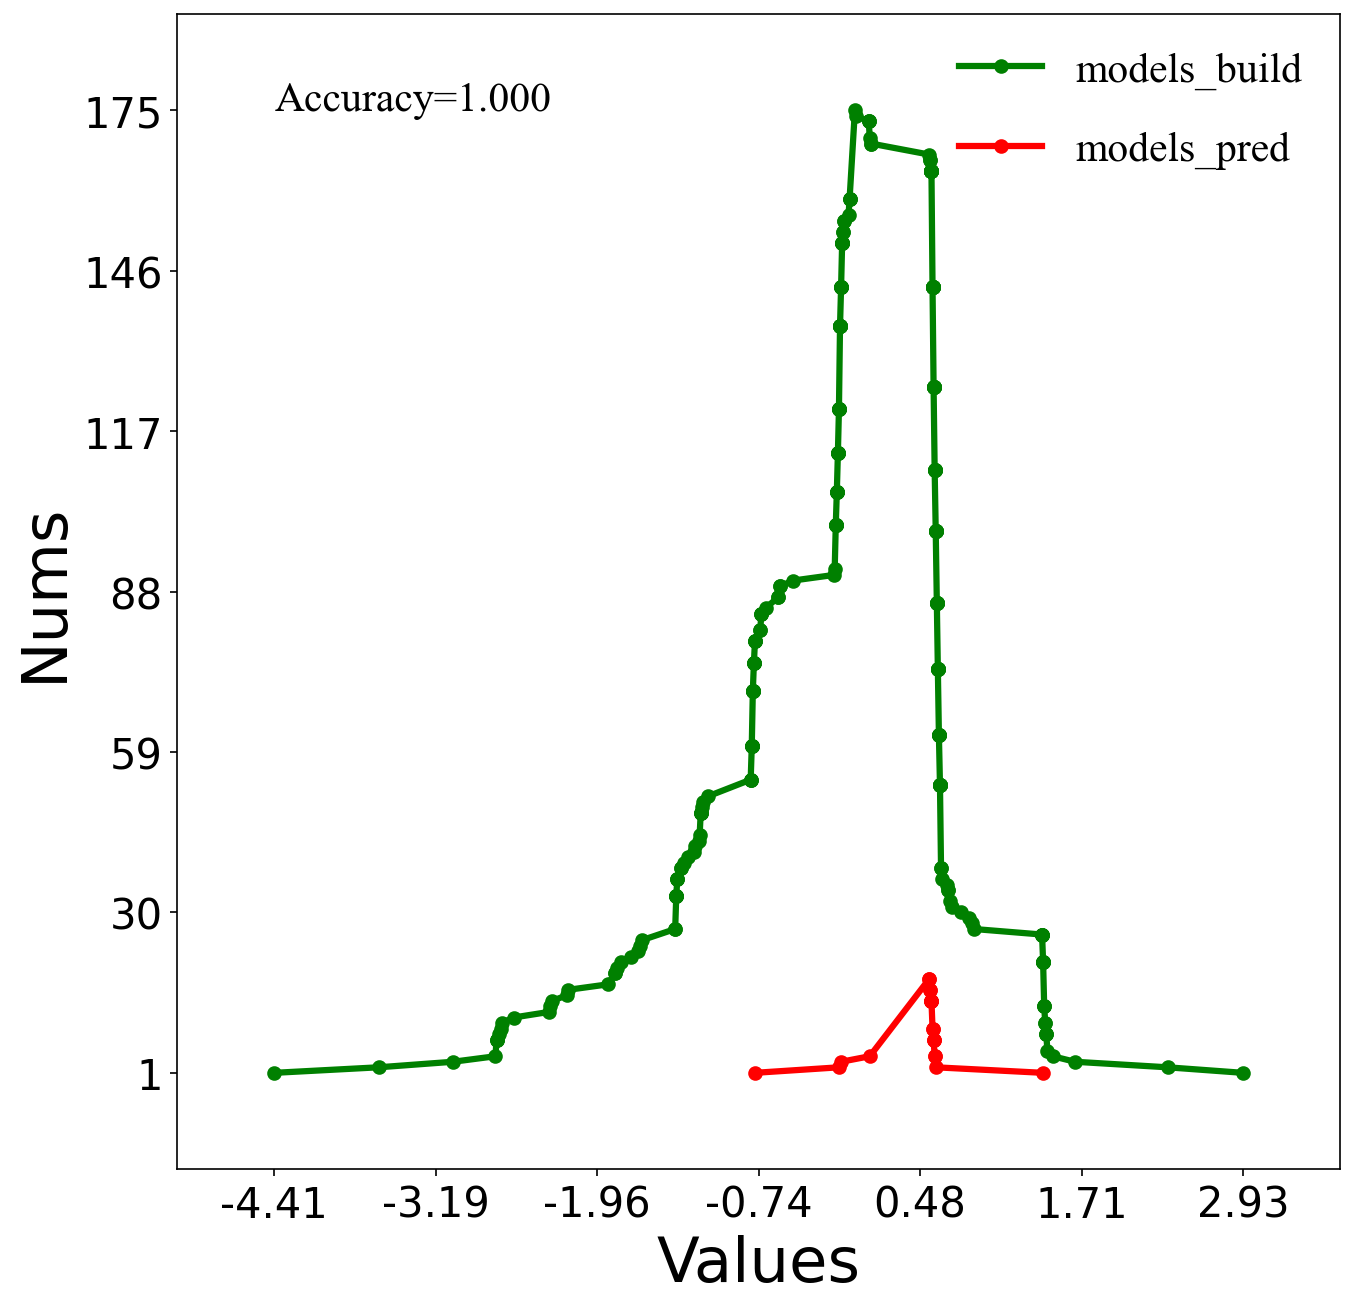 Accuracy=1.000
models_build
models_pred
175
146
117
88
59
30
1
Nums
-4.41 -3.19 -1.96 -0.74 0.48 1.71 2.93
Values